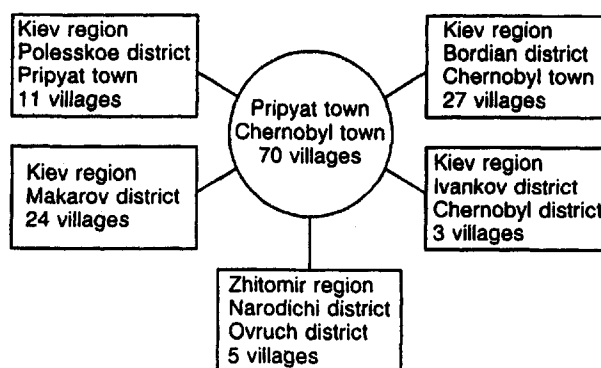 Kiev region
Polesskoe district
Pripyat town
11 villages
Kiev region
Bordian district
Chernobyl town
27 villages
Pripyat town
Chernobyl town
70 villages
Kiev region
Makarov district
24 villages
Kiev region
Ivankov district
Chernobyl district
3 villages
Zhitomir region
Narodichi district
Ovruch district
5 villages